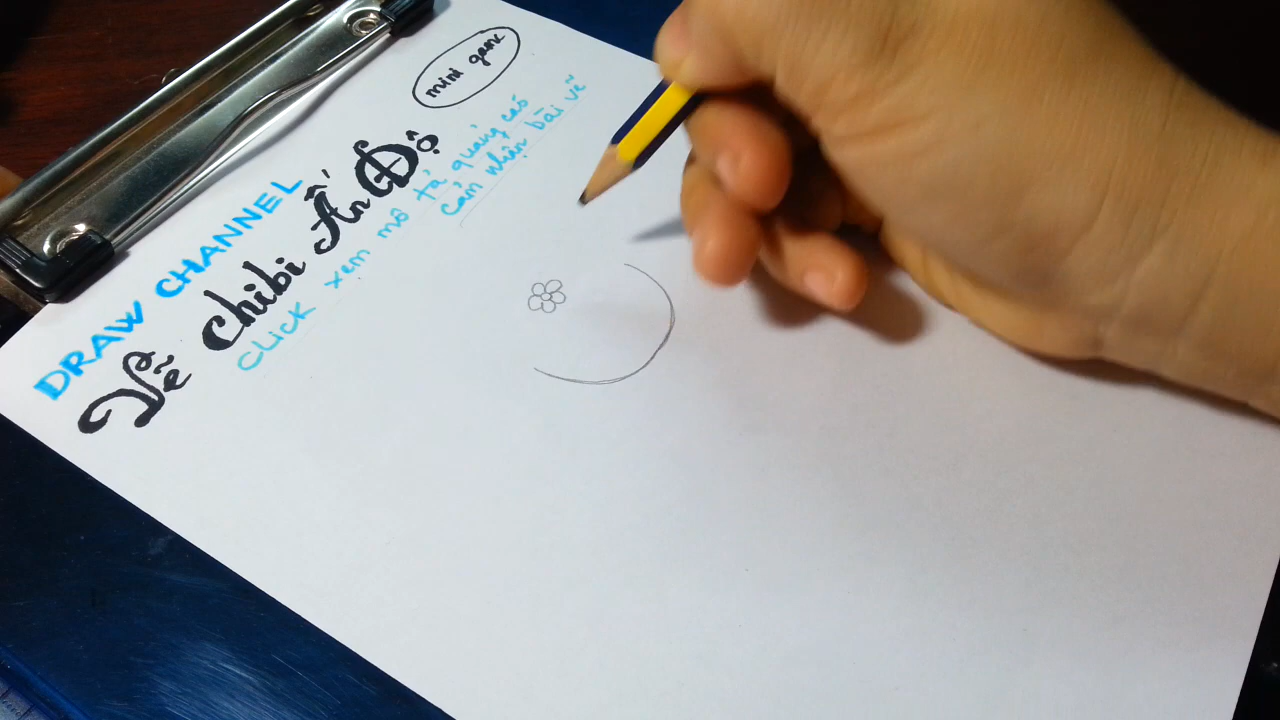 mini game
DRAW CHANNEL
Vẽ Chibi Ấn Độ
Click xem mô tả quảng cáo
cảm nhận bài vẽ